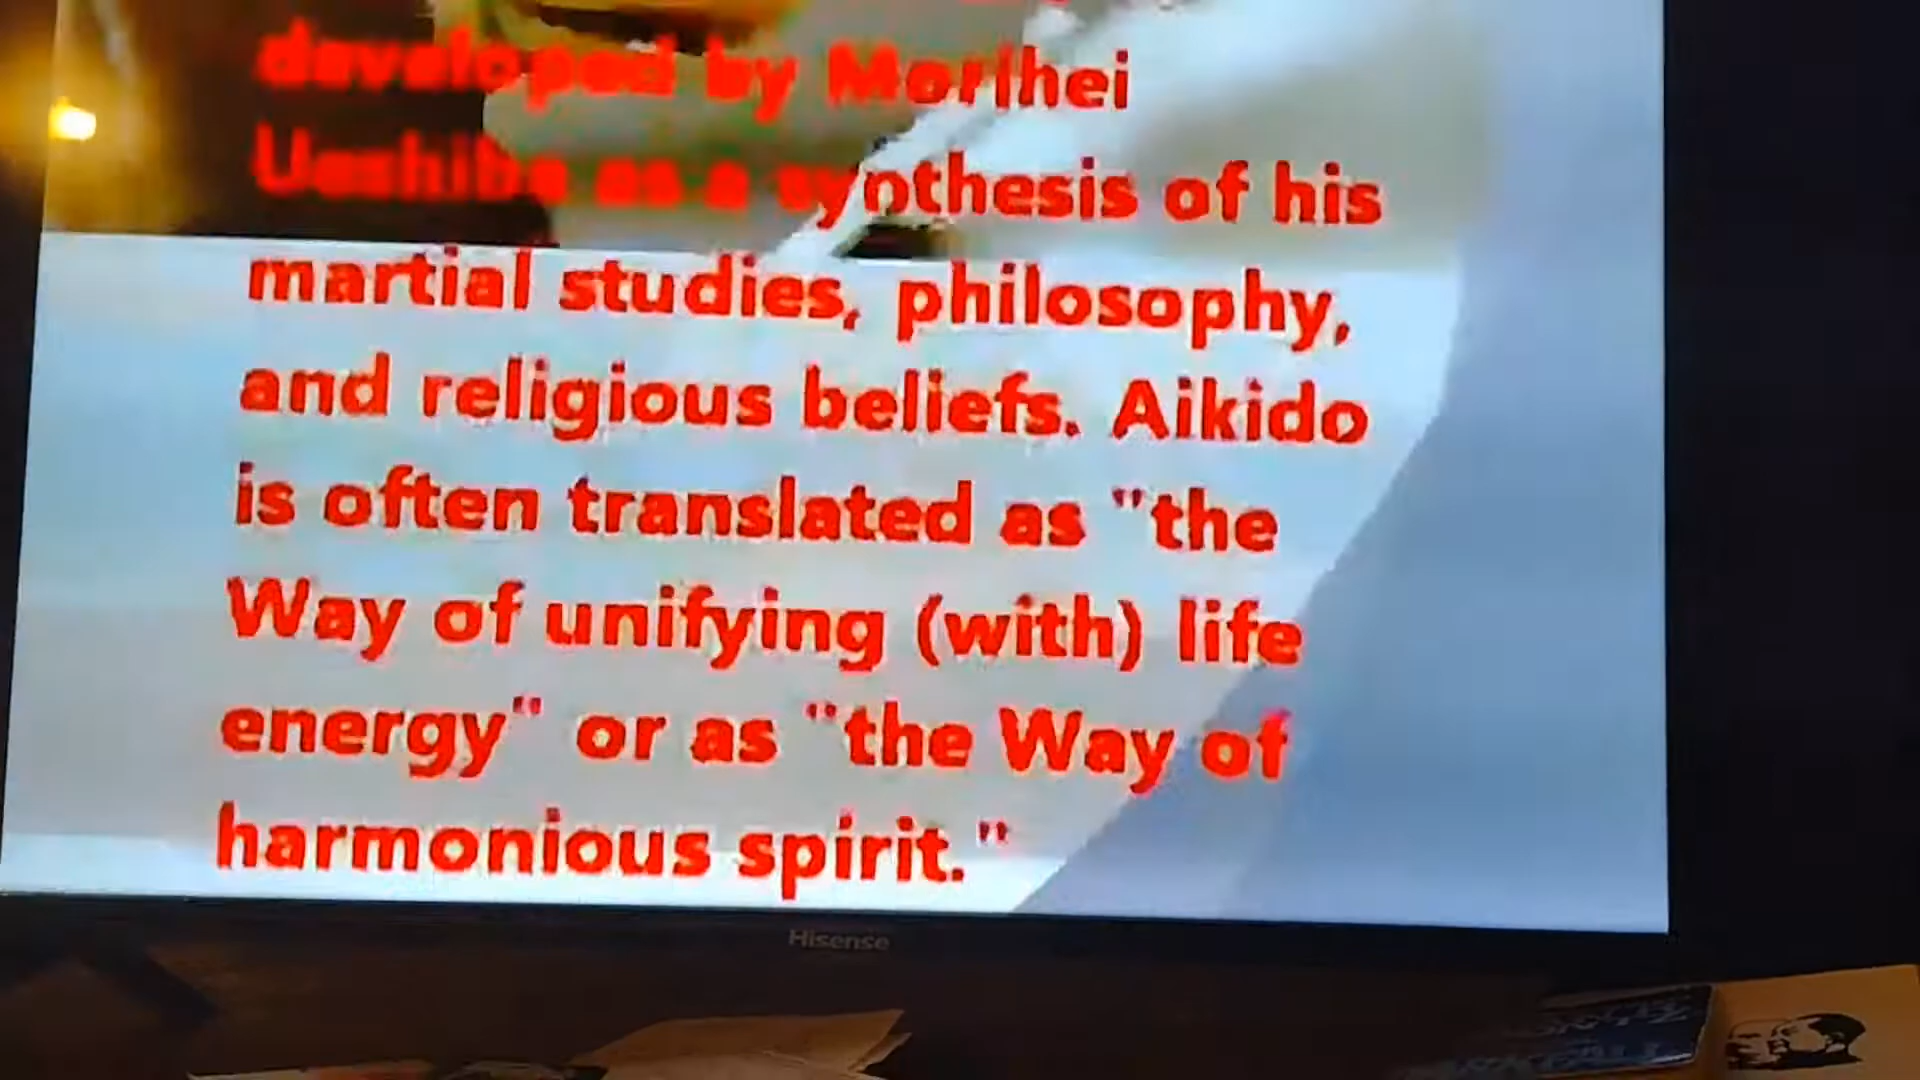 developed by Morihei
Ueshiba as a synthesis of his
martial studies, philosophy,
and religious beliefs. Aikido
is often translated as "the
Way of unifying (with) life
energy" or as "the Way of
harmonious spirit."
Hisense